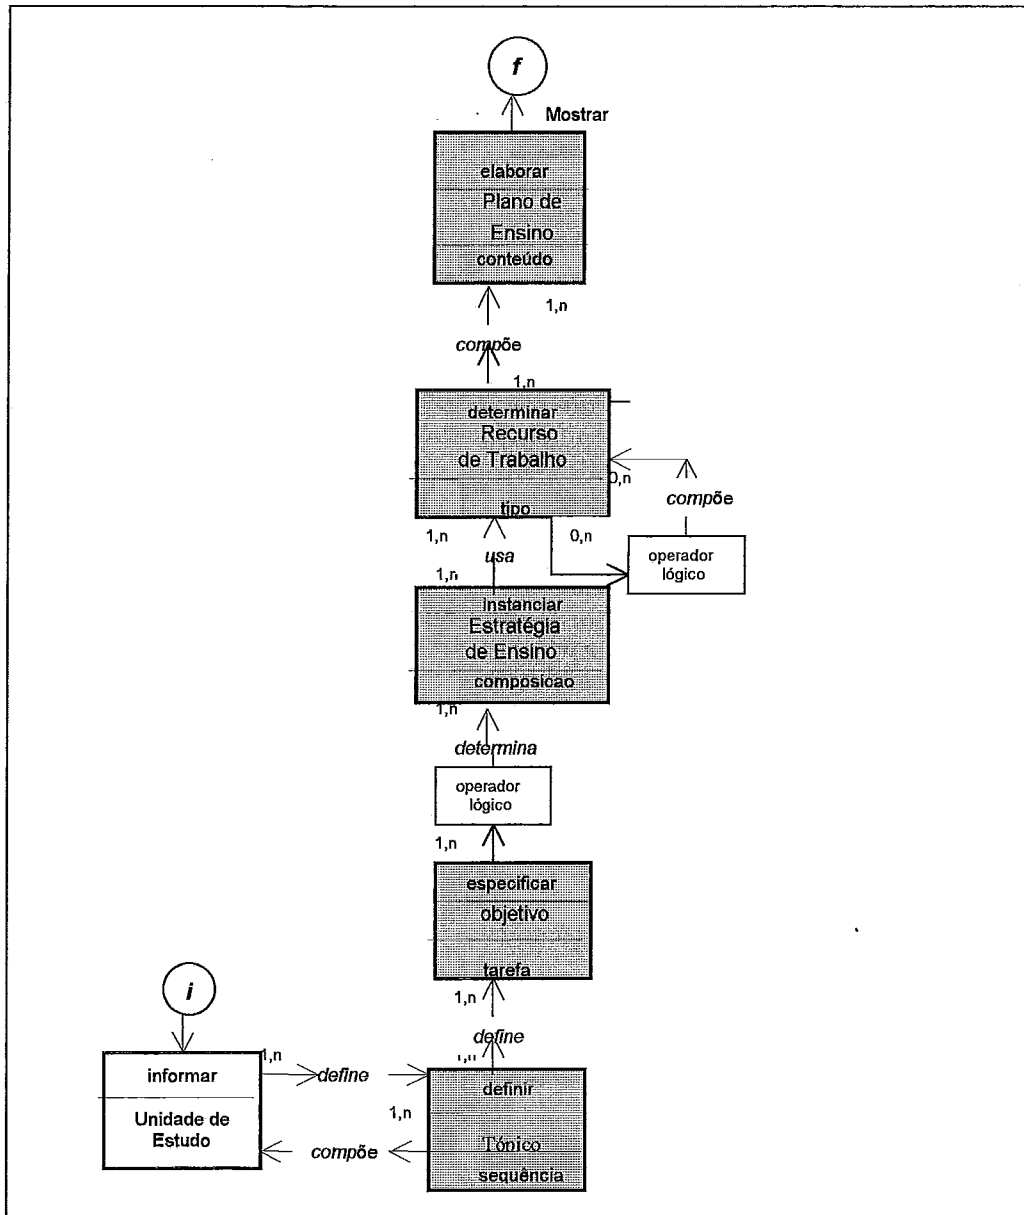 f
Mostrar
elaborar
Plano de
Ensino
conteúdo
1,n
compõe
1,n
determinar
Recurso
de Trabalho
0,n
compõe
tipo
1,n
0,n
usa
operador
lógico
1,n
instanciar
Estratégia
de Ensino
composicao
1,n
determina
operador
lógico
1,n
especificar
objetivo
tarefa
i
1,n
define
1,n
1,n
informar
define
definir
1,n
Unidade de
Estudo
Tópico
compõe
sequência